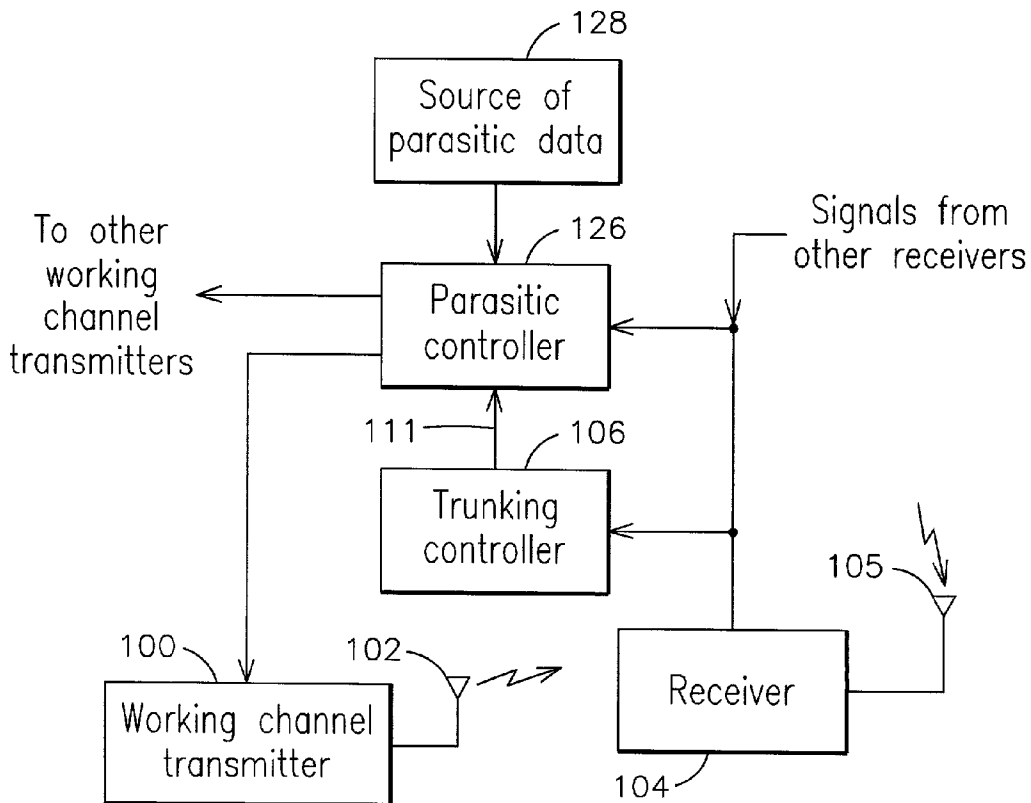 128
Source of
parasitic data
To other
working
channel
transmitters
126
Signals from
other receivers
Parasitic
controller
111
106
Trunking
controller
105
100
102
Working channel
transmitter
Receiver
104